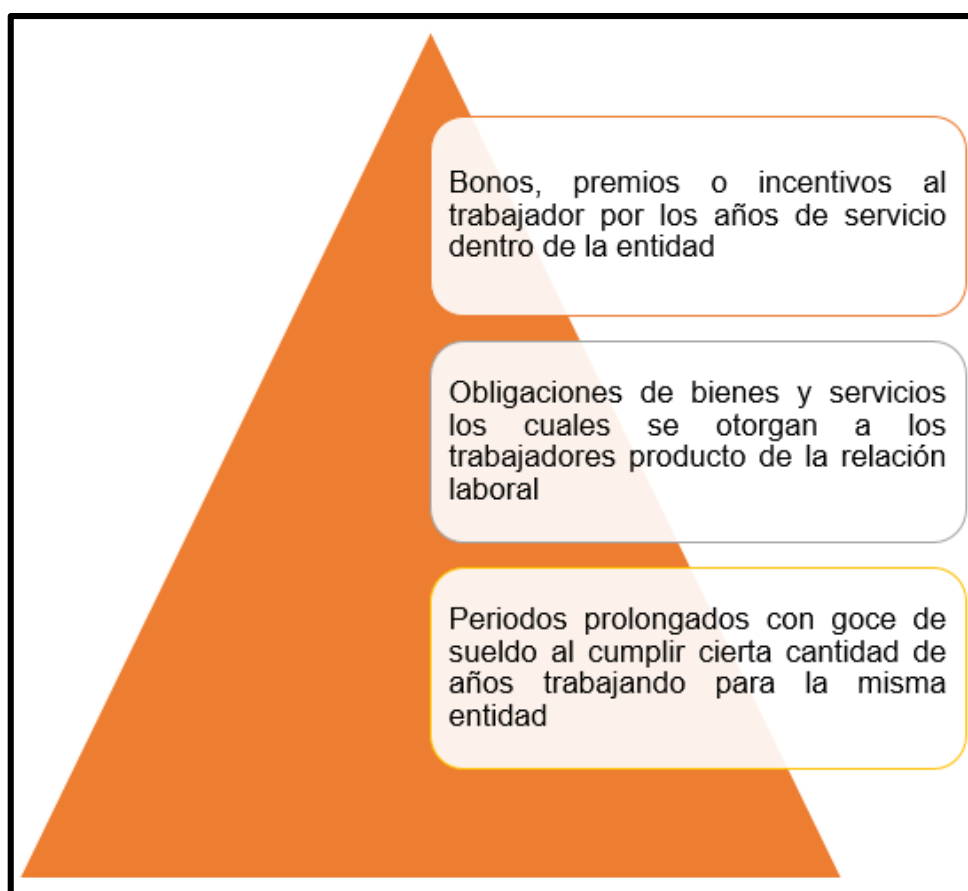 Bonos, premios o incentivos al
trabajador por los años de servicio
dentro de la entidad
Obligaciones de bienes y servicios
los cuales se otorgan a los
trabajadores producto de la relación
laboral
Periodos prolongados con goce de
sueldo al cumplir cierta cantidad de
años trabajando para la misma
entidad